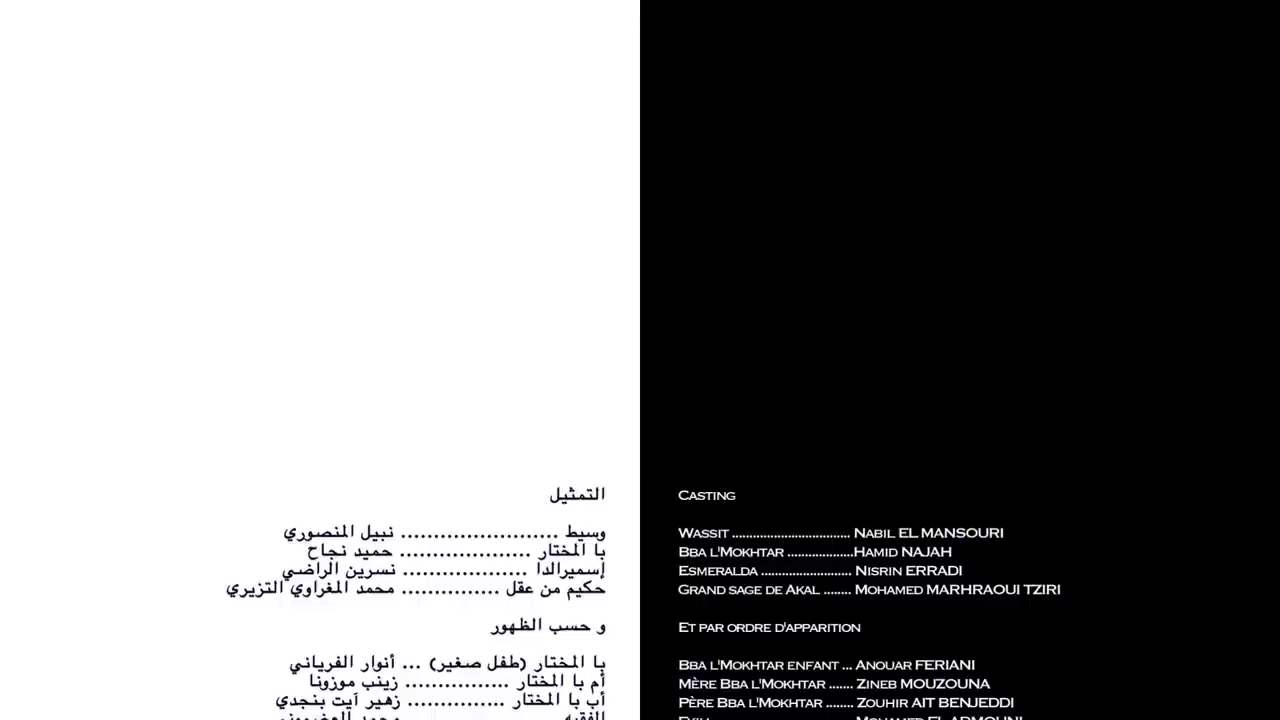 التمثيل
وسيط ........................ نبيل المنصوري
با المختار .................... حميد نجاح
إسميرالدا ................... نسرين الراضي
حكيم من عقل ............... محمد المغراوي التزيري
و حسب الظهور
با المختار (طفل صغير) ... أنوار الفرياني
أم با المختار ................ زينب موزونا
أب با المختار ............... زهير آيت بنجدي
الفقيه
Casting
Wassit .................................. Nabil EL MANSOURI
Bba l'Mokhtar ...................Hamid NAJAH
Esmeralda .......................... Nisrin ERRADI
Grand sage de Akal ........ Mohamed MARHRAOUI TZIRI
Et par ordre d'apparition
Bba l'Mokhtar enfant ... Anouar FERIANI
Mère Bba l'Mokhtar ....... Zineb MOUZOUNA
Père Bba l'Mokhtar ........ Zouhir AIT BENJEDDI